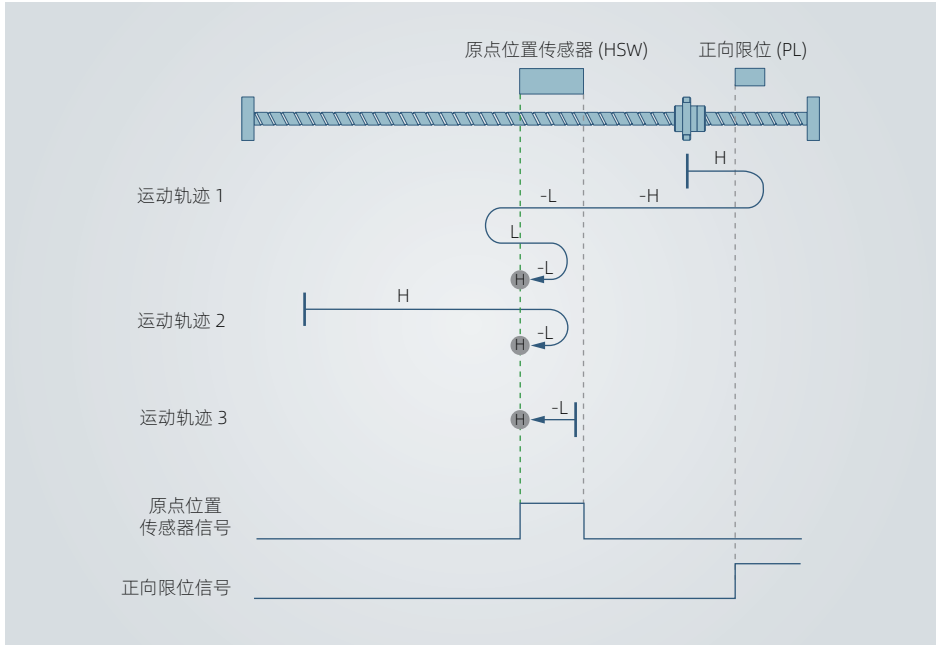 原点位置传感器 (HSW)
正向限位 (PL)
H
运动轨迹 1
-L
-H
L
-L
H
H
运动轨迹 2
-L
H
运动轨迹 3
-L
H
原点位置
传感器信号
正向限位信号